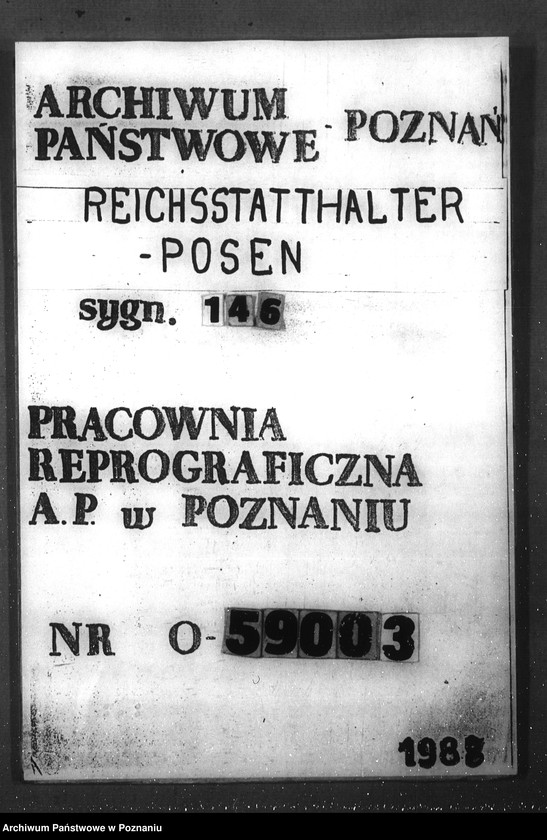 ARCHIWUM
PAŃSTWOWE - POZNAŃ
REICHSSTATTHALTER
-POSEN
sygn. 146
PRACOWNIA
REPROGRAFICZNA
A.P. w POZNANIU
NR O-59003
1988
Archiwum Państwowe w Poznaniu